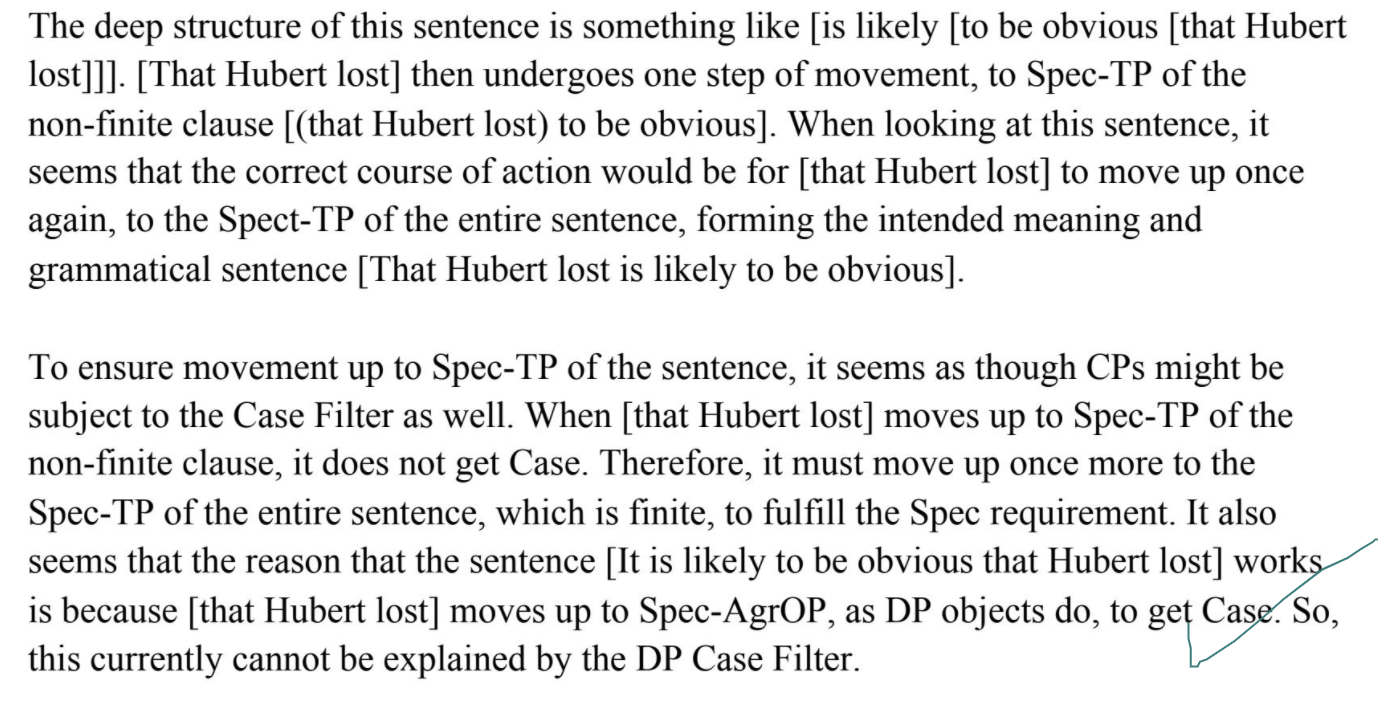 The deep structure of this sentence is something like [is likely [to be obvious [that Hubert
lost]]]. [That Hubert lost] then undergoes one step of movement, to Spec-TP of the
non-finite clause [(that Hubert lost) to be obvious]. When looking at this sentence, it
seems that the correct course of action would be for [that Hubert lost] to move up once
again, to the Spect-TP of the entire sentence, forming the intended meaning and
grammatical sentence [That Hubert lost is likely to be obvious].

To ensure movement up to Spec-TP of the sentence, it seems as though CPs might be
subject to the Case Filter as well. When [that Hubert lost] moves up to Spec-TP of the
non-finite clause, it does not get Case. Therefore, it must move up once more to the
Spec-TP of the entire sentence, which is finite, to fulfill the Spec requirement. It also
seems that the reason that the sentence [It is likely to be obvious that Hubert lost] works
is because [that Hubert lost] moves up to Spec-AgrOP, as DP objects do, to get Case. So,
this currently cannot be explained by the DP Case Filter.